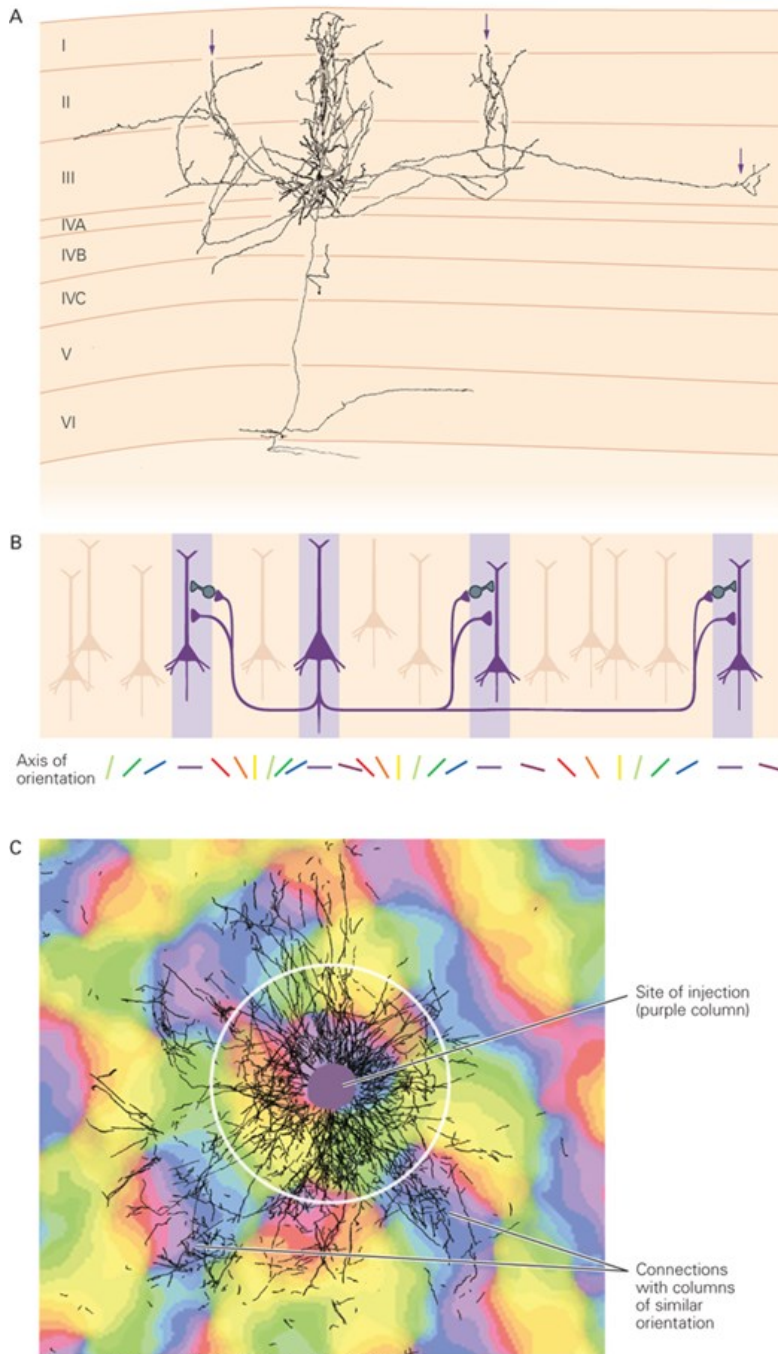 A
I
II
III
IVA
IVB
IVC
V
VI
B
Axis of
orientation
C
Site of injection
(purple column)
Connections
with columns
of similar
orientation